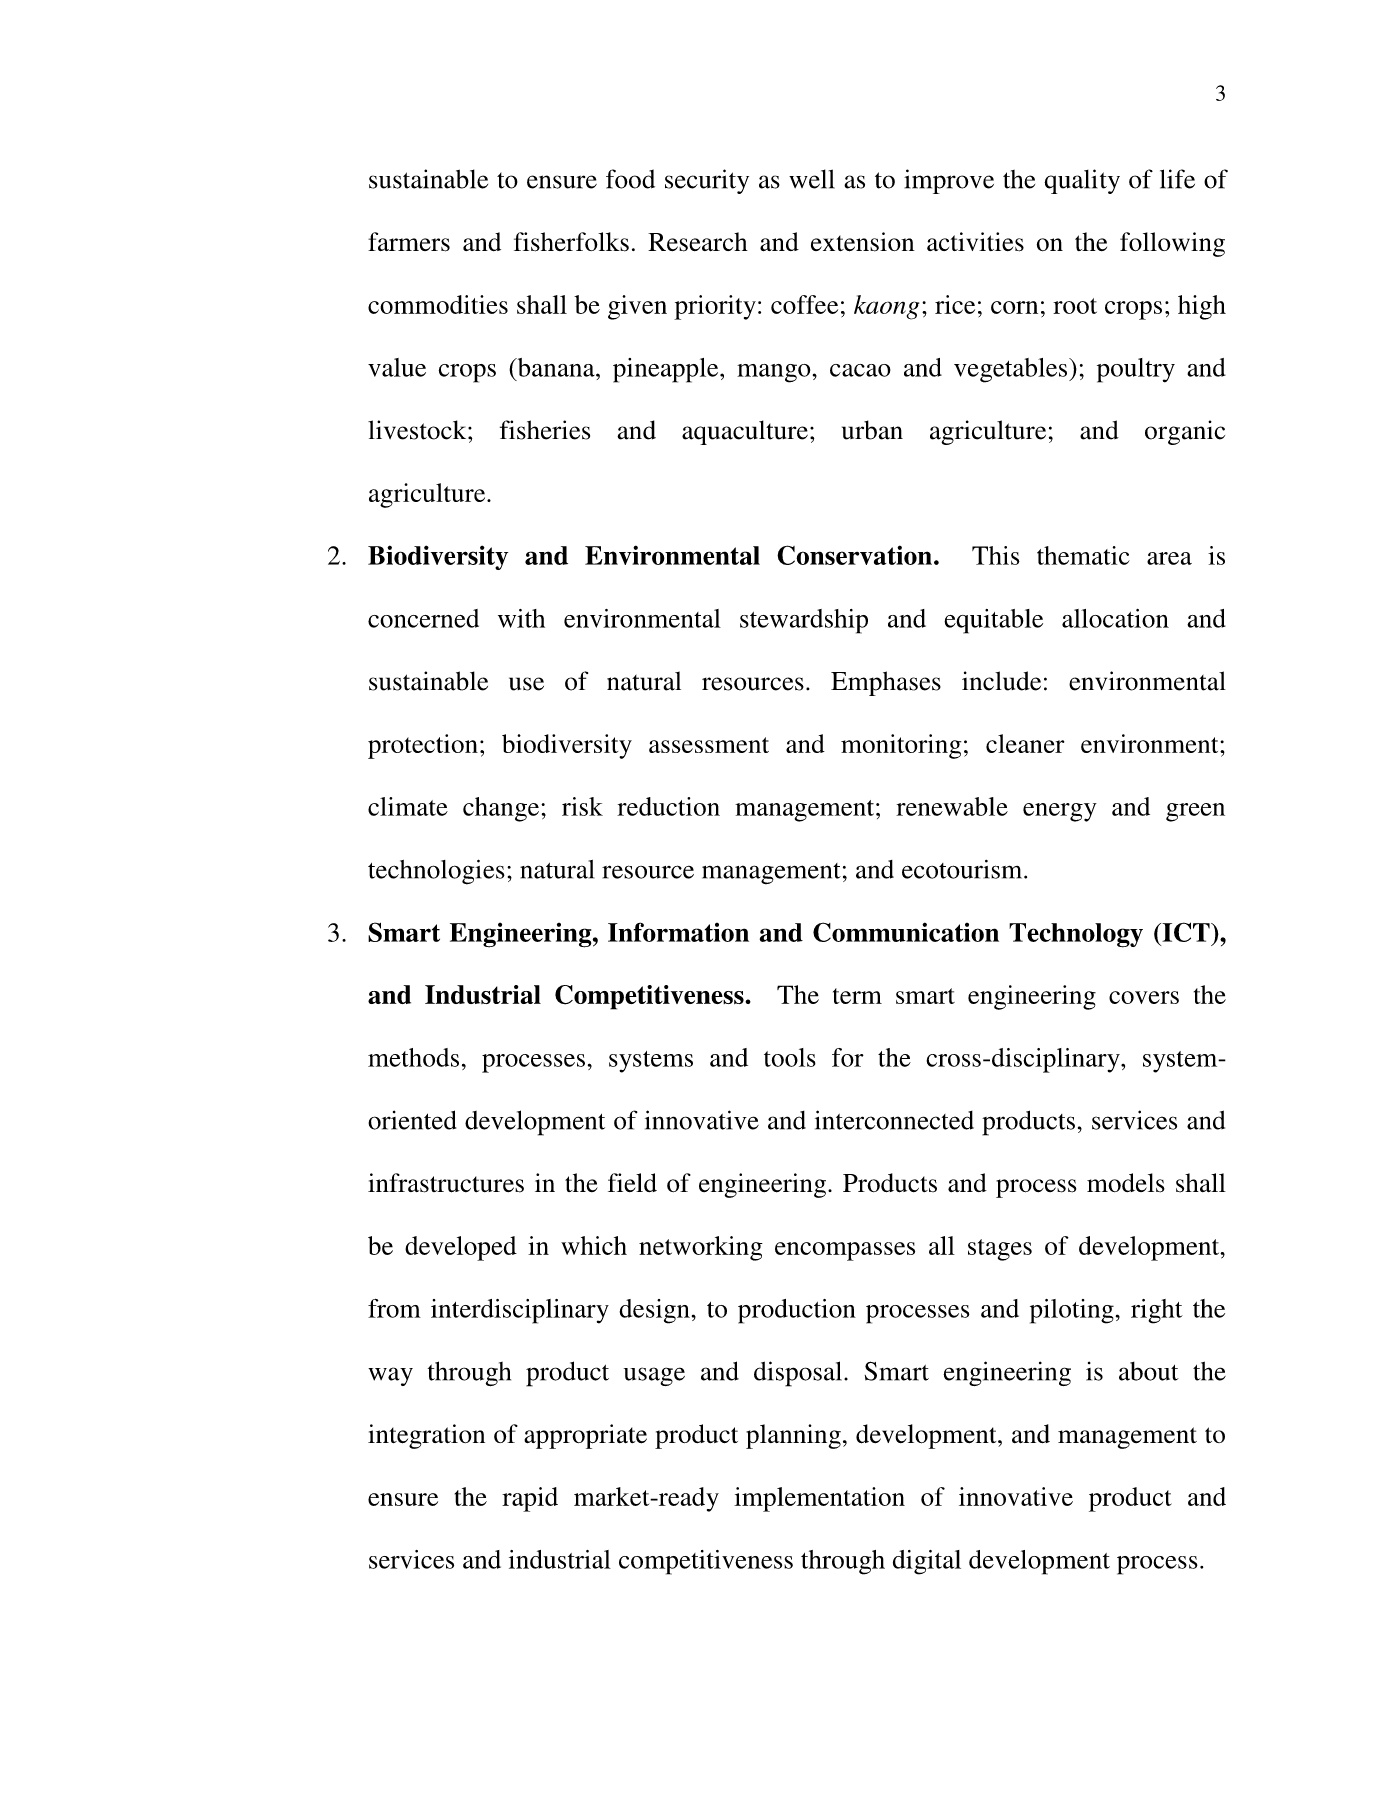 3
sustainable to ensure food security as well as to improve the quality of life of
farmers and fisherfolks. Research and extension activities on the following
commodities shall be given priority: coffee; kaong; rice; corn; root crops; high
value crops (banana, pineapple, mango, cacao and vegetables); poultry and
livestock; fisheries and aquaculture; urban agriculture; and organic
agriculture.
2. Biodiversity and Environmental Conservation. This thematic area is
concerned with environmental stewardship and equitable allocation and
sustainable use of natural resources. Emphases include: environmental
protection; biodiversity assessment and monitoring; cleaner environment;
climate change; risk reduction management; renewable energy and green
technologies; natural resource management; and ecotourism.
3. Smart Engineering, Information and Communication Technology (ICT),
and Industrial Competitiveness. The term smart engineering covers the
methods, processes, systems and tools for the cross-disciplinary, system-
oriented development of innovative and interconnected products, services and
infrastructures in the field of engineering. Products and process models shall
be developed in which networking encompasses all stages of development,
from interdisciplinary design, to production processes and piloting, right the
way through product usage and disposal. Smart engineering is about the
integration of appropriate product planning, development, and management to
ensure the rapid market-ready implementation of innovative product and
services and industrial competitiveness through digital development process.